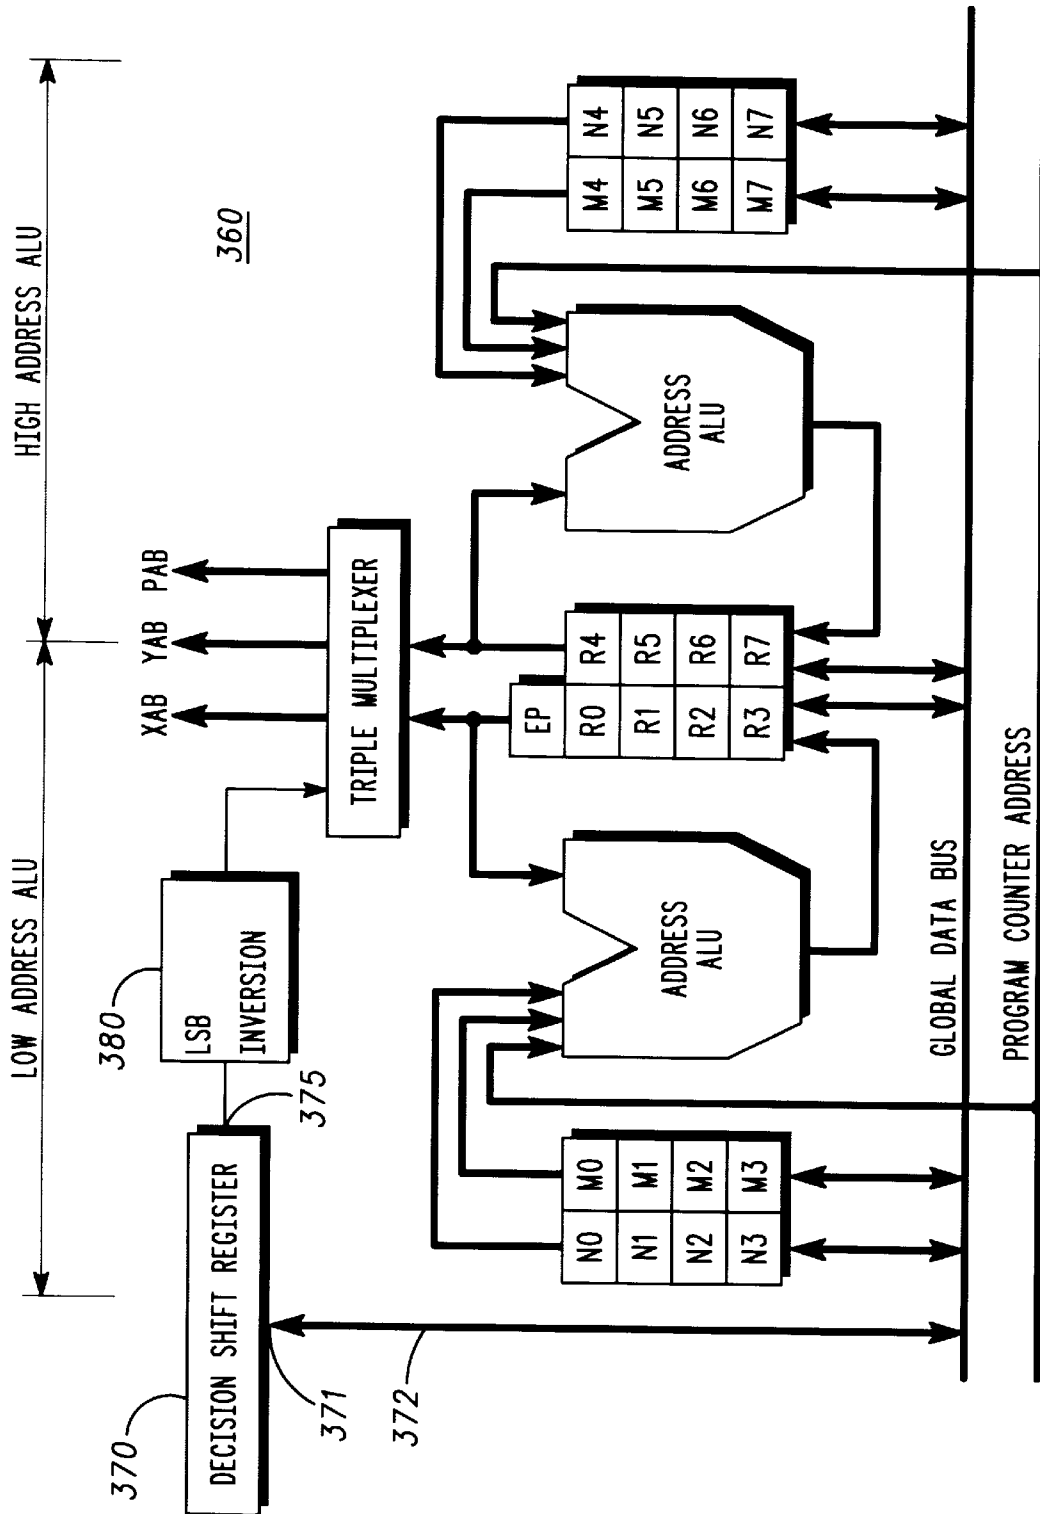 LOW ADDRESS ALU
HIGH ADDRESS ALU
XAB YAB PAB
360
370
380
DECISION SHIFT REGISTER
375
LSB
INVERSION
TRIPLE MULTIPLEXER
371
372
EP
N0 M0
N1 M1
N2 M2
N3 M3
ADDRESS
ALU
R0 R4
R1 R5
R2 R6
R3 R7
ADDRESS
ALU
M4 N4
M5 N5
M6 N6
M7 N7
GLOBAL DATA BUS
PROGRAM COUNTER ADDRESS